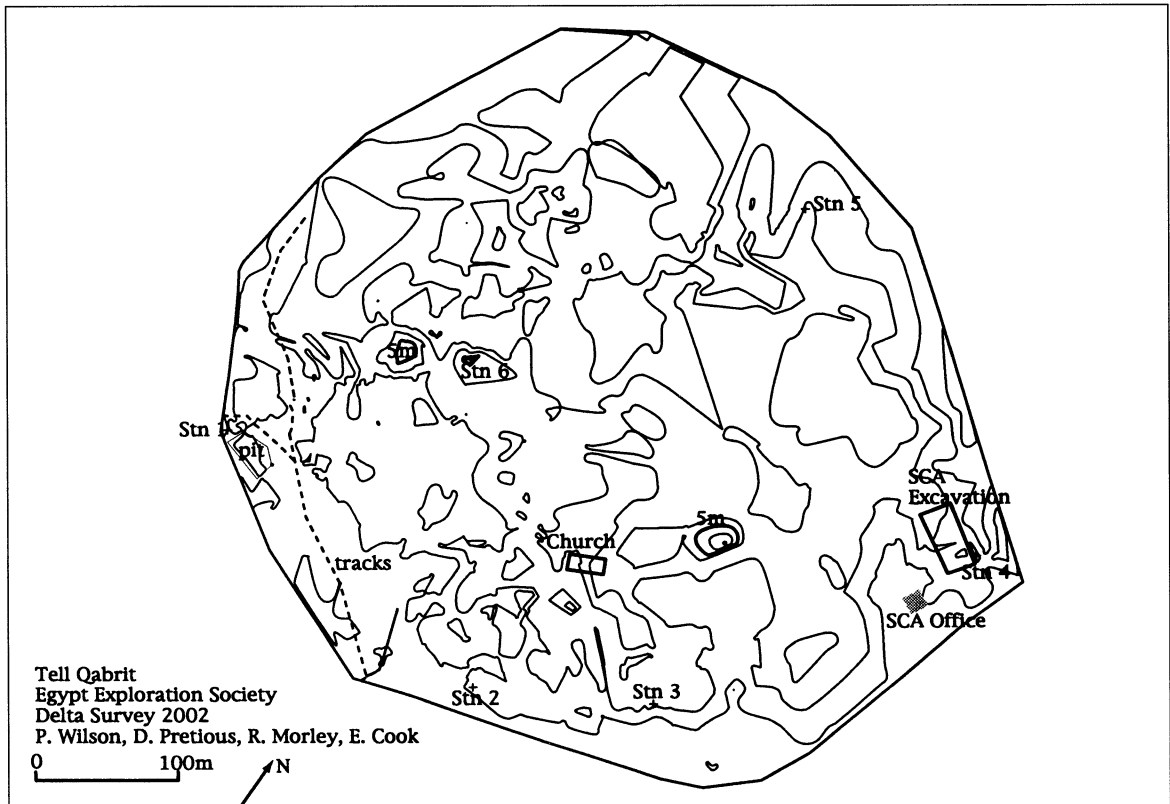 Stn 5
5m
Stn 6
Stn 1
pit
SCA
Excavation
5m
Church
tracks
Stn 4
SCA Office
Stn 2
Stn 3
Tell Qabrit
Egypt Exploration Society
Delta Survey 2002
P. Wilson, D. Pretious, R. Morley, E. Cook
0 100m
N